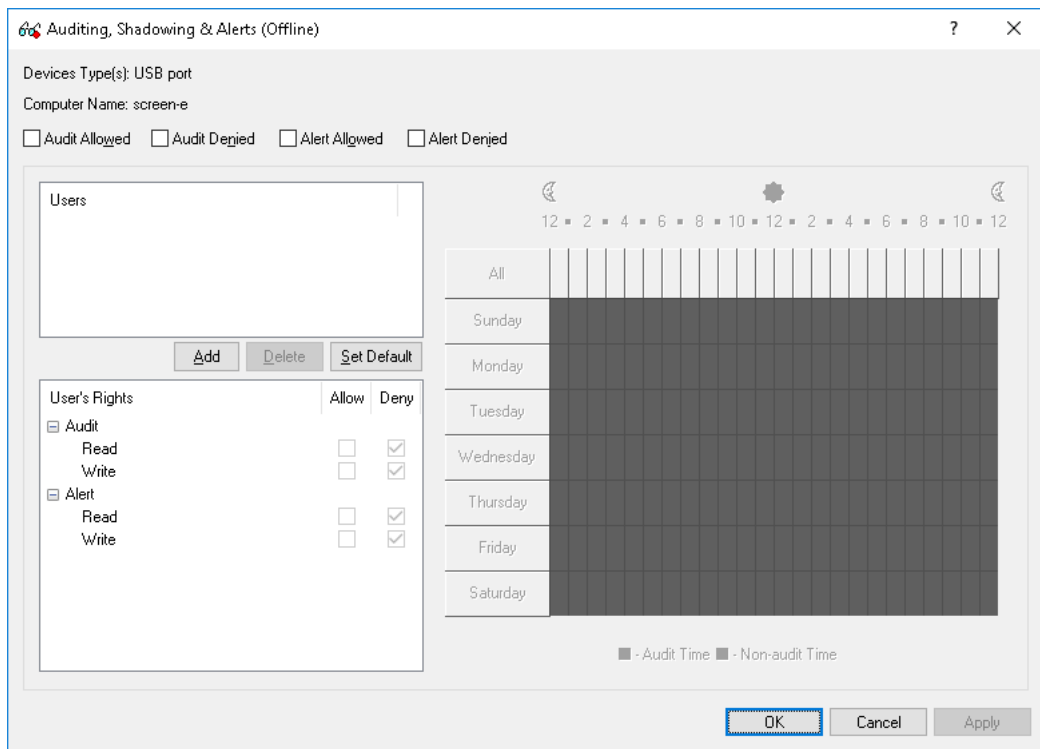 Auditing, Shadowing & Alerts (Offline)
Devices Type(s): USB port
Computer Name: screen-e
Audit Allowed Audit Denied Alert Allowed Alert Denied
Users
Add Delete Set Default
User's Rights Allow Deny
Audit
Read
Write
Alert
Read
Write
12 2 4 6 8 10 12 2 4 6 8 10 12
All
Sunday
Monday
Tuesday
Wednesday
Thursday
Friday
Saturday
- Audit Time - Non-audit Time
OK Cancel Apply